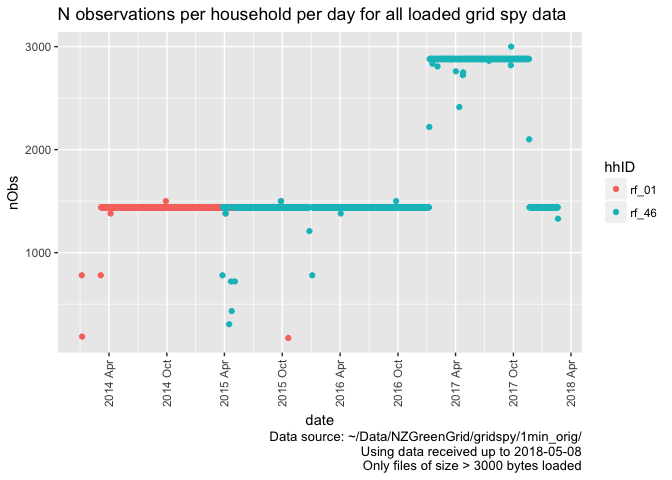 N observations per household per day for all loaded grid spy data
nObs
3000
2000
1000
2014 Apr
2014 Oct
2015 Apr
2015 Oct
2016 Apr
2016 Oct
2017 Apr
2017 Oct
2018 Apr
date
hhID
rf_01
rf_46
Data source: ~/Data/NZGreenGrid/gridspy/1min_orig/
Using data received up to 2018-05-08
Only files of size > 3000 bytes loaded